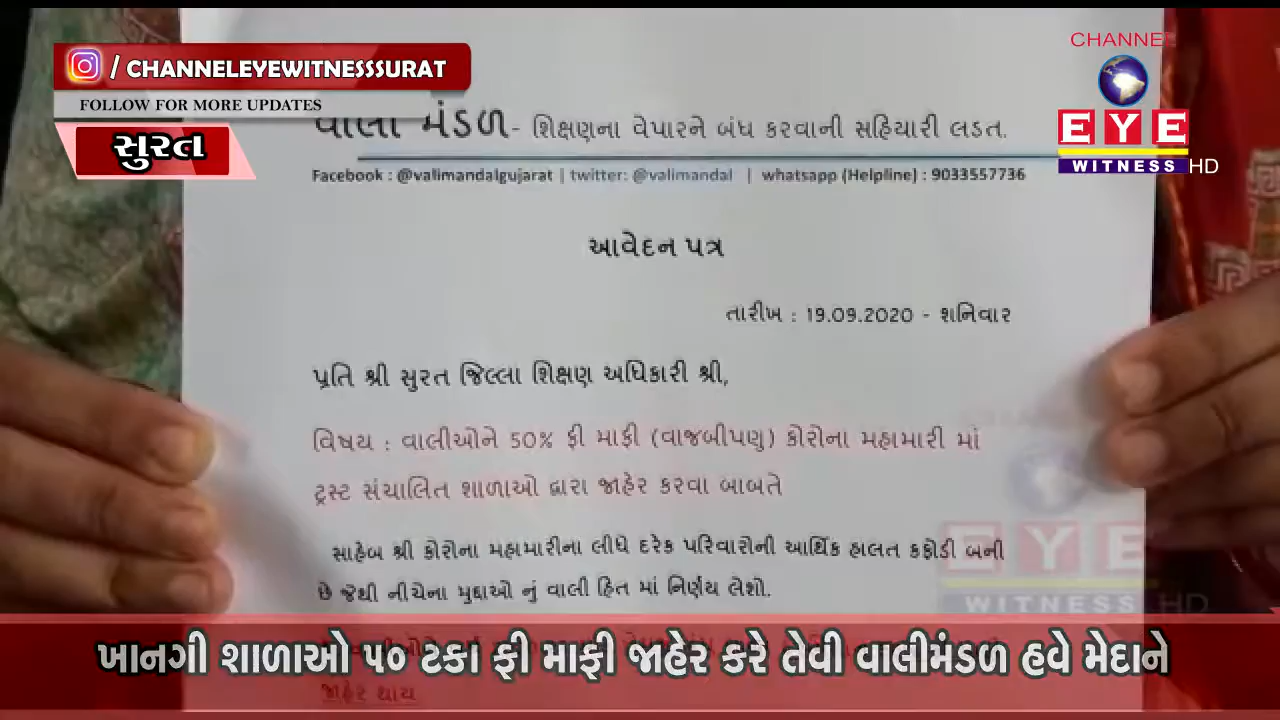 / CHANNELEYEWITNESSSURAT
FOLLOW FOR MORE UPDATES
સુરત
CHANNEL
EYE
WITNESS HD
વાલી મંડળ- શિક્ષણના વેપારને બંધ કરવાની સહિયારી લડત.
Facebook : @valimandalgujarat | twitter: @valimandal | whatsapp (Helpline) : 9033557736
આવેદન પત્ર
તારીખ : 19.09.2020 - શનિવાર
પ્રતિ શ્રી સુરત જિલ્લા શિક્ષણ અધિકારી શ્રી,
વિષય : વાલીઓને 50% ફી માફી (વાજબીપણુ) કોરોના મહામારી માં
ટ્રસ્ટ સંચાલિત શાળાઓ દ્વારા જાહેર કરવા બાબતે
સાહેબ શ્રી કોરોના મહામારીના લીધે દરેક પરિવારોની આર્થિક હાલત કફોડી બની
છે જેથી નીચેના મુદ્દાઓ નું વાલી હિત માં નિર્ણય લેશો.
EYE
WITNESS HD
ખાનગી શાળાઓ ૫૦ ટકા ફી માફી જાહેર કરે તેવી વાલીમંડળ હવે મેદાને
જાહેર થાય